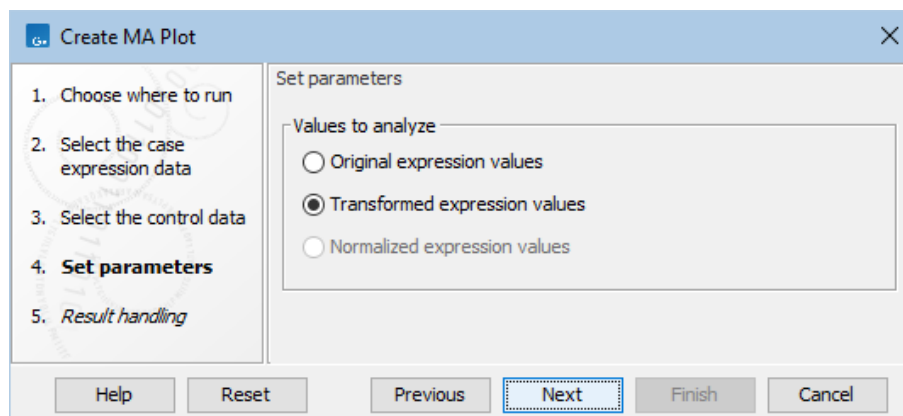 Create MA Plot
1. Choose where to run
2. Select the case
expression data
3. Select the control data
4. Set parameters
5. Result handling
Set parameters
Values to analyze
Original expression values
Transformed expression values
Normalized expression values
Help Reset Previous Next Finish Cancel